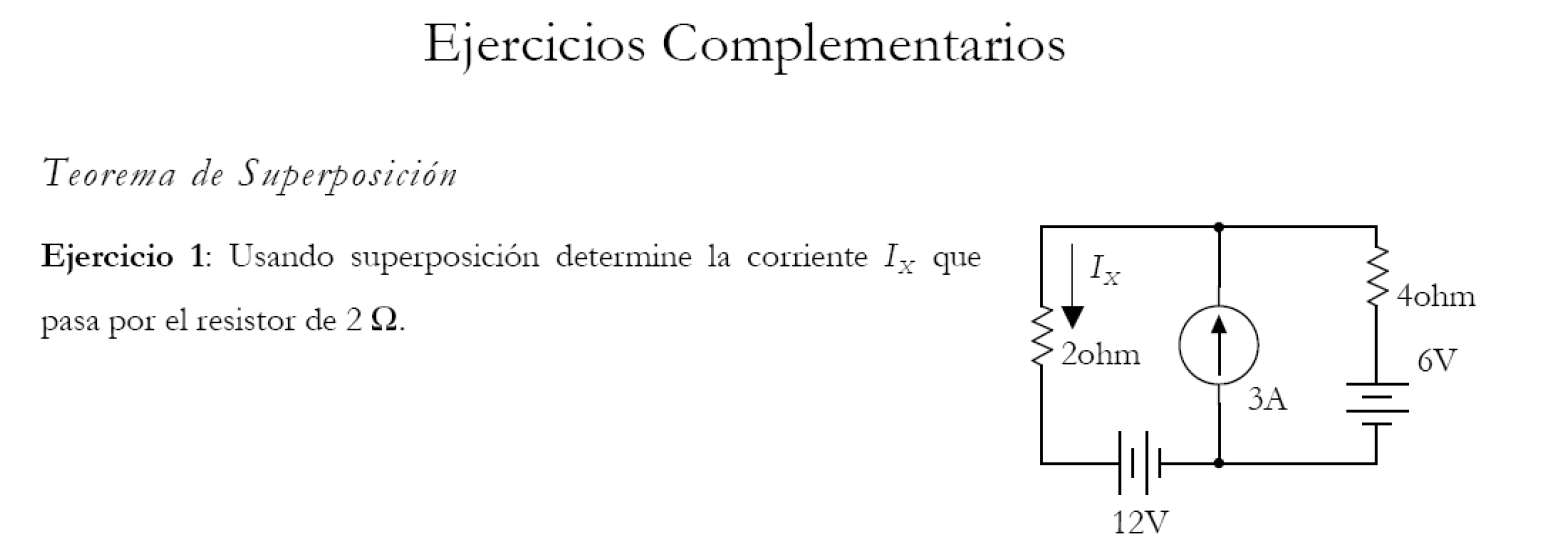 Ejercicios Complementarios
Teorema de Superposición
Ejercicio 1: Usando superposición determine la corriente I_X que
pasa por el resistor de 2 Ω.
I_X
4ohm
2ohm
6V
3A
12V